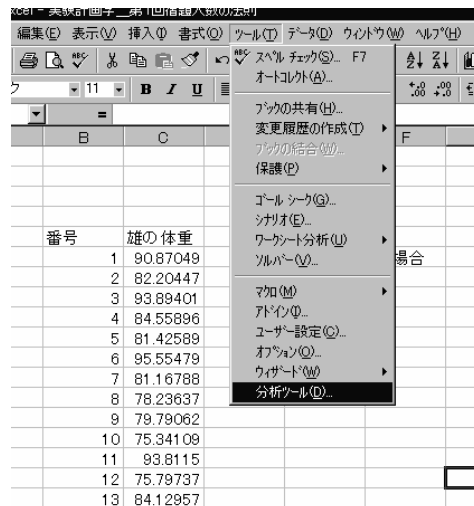 xcel - 実験計画学__第1回宿題大数の法則
編集(E) 表示(V) 挿入(I) 書式(O) ツール(T) データ(D) ウィンドウ(W) ヘルプ(H)
ABC
11 B I U
=
B C F
番号 雄の体重
1 90.87049
2 82.20447
3 93.89401
4 84.55896
5 81.42589
6 95.55479
7 81.16788
8 78.23637
9 79.79062
10 75.34109
11 93.8115
12 75.79737
13 84.12957
場合
スペル チェック(S)... F7
オートコレクト(A)...
ブックの共有(H)...
変更履歴の作成(T)
ブックの結合(W)...
保護(P)
ゴール シーク(G)...
シナリオ(E)...
ワークシート分析(U)
ソルバー(V)...
マクロ(M)
アドイン(I)...
ユーザー設定(C)...
オプション(O)...
ウィザード(W)
分析ツール(D)...